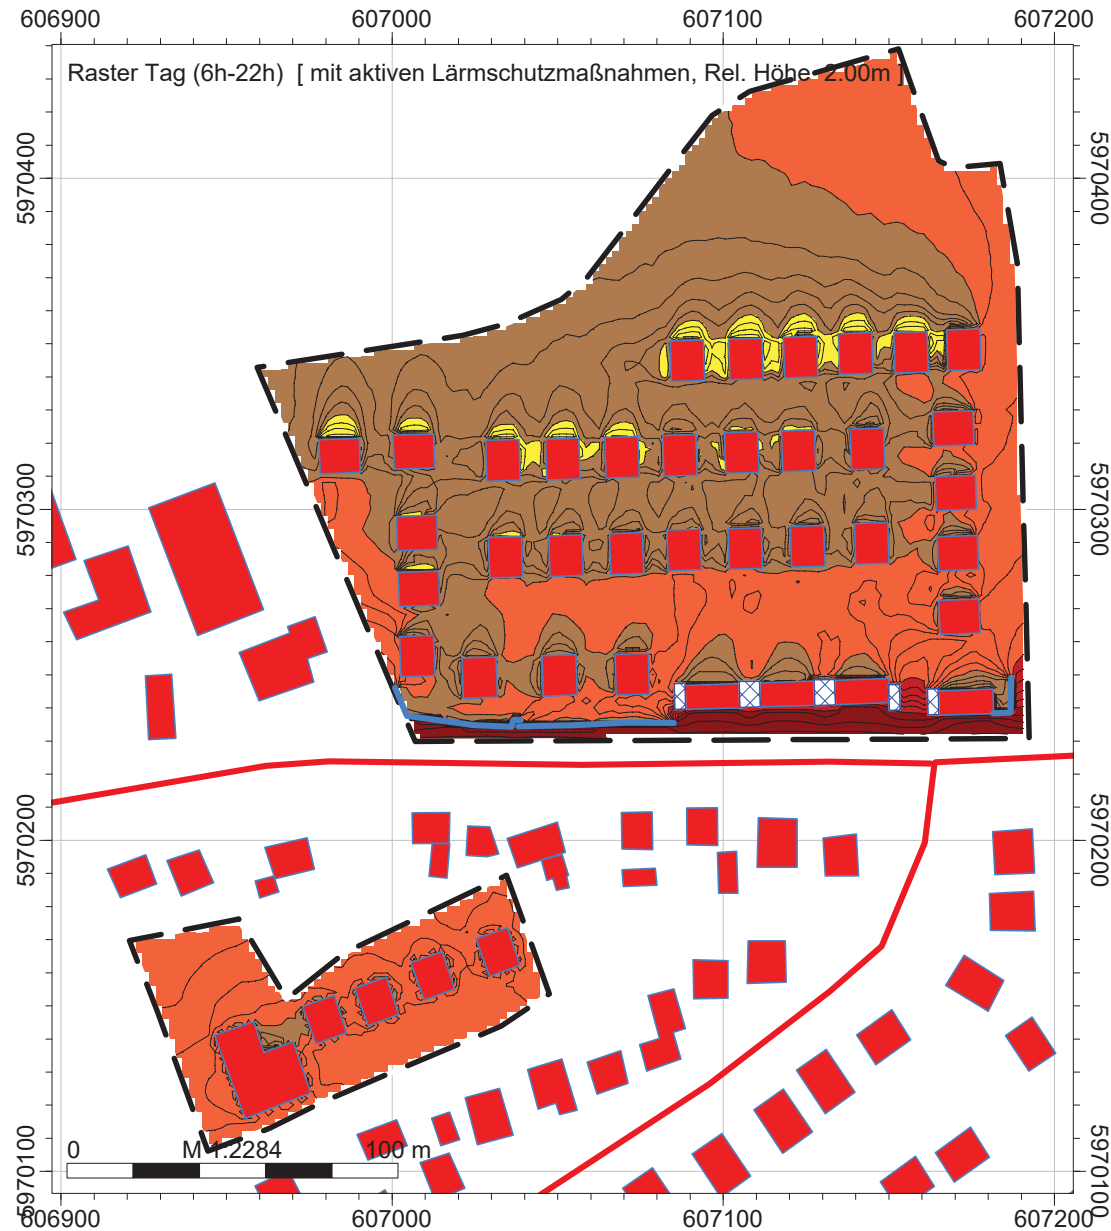 606900 607000 607100 607200
Raster Tag (6h-22h) [ mit aktiven Lärmschutzmaßnahmen, Rel. Höhe 2.00m ]
5970400 5970400
5970300 5970300
5970200 5970200
5970100 5970100
0 M 1:2284 100 m
606900 607000 607100 607200